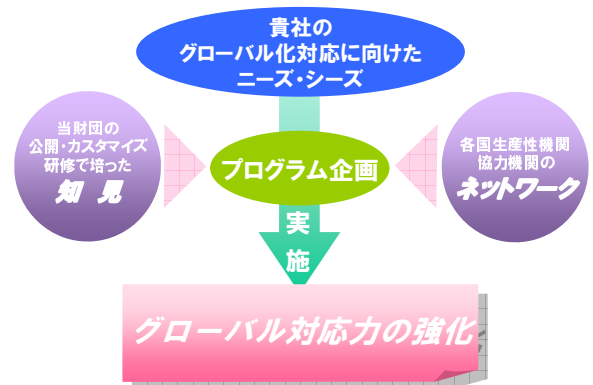 貴社の
グローバル化対応に向けた
ニーズ・シーズ
当財団の
公開・カスタマイズ
研修で培った
知 見
プログラム企画
各国生産性機関
協力機関の
ネットワーク
実
施
グローバル対応力の強化